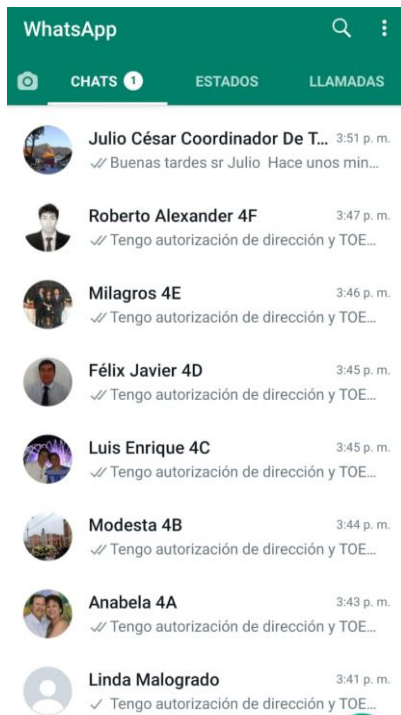 WhatsApp
CHATS 1 ESTADOS LLAMADAS
Julio César Coordinador De T... 3:51 p. m.
Buenas tardes sr Julio Hace unos min...
Roberto Alexander 4F 3:47 p. m.
Tengo autorización de dirección y TOE...
Milagros 4E 3:46 p. m.
Tengo autorización de dirección y TOE...
Félix Javier 4D 3:45 p. m.
Tengo autorización de dirección y TOE...
Luis Enrique 4C 3:45 p. m.
Tengo autorización de dirección y TOE...
Modesta 4B 3:44 p. m.
Tengo autorización de dirección y TOE...
Anabela 4A 3:43 p. m.
Tengo autorización de dirección y TOE...
Linda Malogrado 3:41 p. m.
Tengo autorización de dirección y TOE...